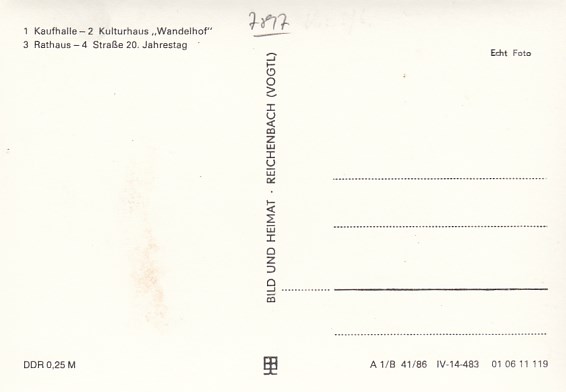 7897
1 Kaufhalle – 2 Kulturhaus „Wandelhof“
3 Rathaus – 4 Straße 20. Jahrestag
Echt Foto
BILD UND HEIMAT · REICHENBACH (VOGTL)
DDR 0,25 M
A 1/B 41/86 IV-14-483 01 06 11 119